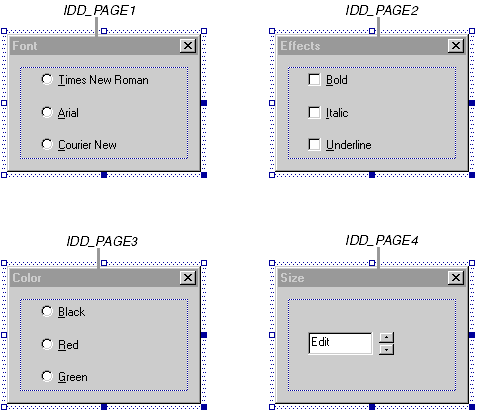 IDD_PAGE1 IDD_PAGE2
Font Effects
Times New Roman Bold
Arial Italic
Courier New Underline
IDD_PAGE3 IDD_PAGE4
Color Size
Black
Red Edit
Green